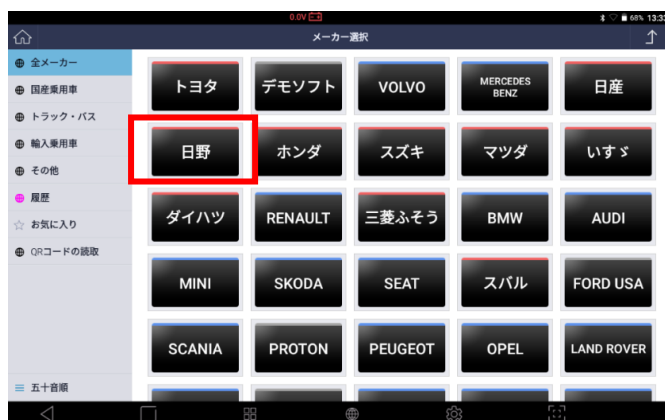 0.0V
68% 13:33
メーカー選択
全メーカー
国産乗用車
トラック・バス
輸入乗用車
その他
履歴
お気に入り
QRコードの読取
五十音順
トヨタ
デモソフト
VOLVO
MERCEDES
BENZ
日産
日野
ホンダ
スズキ
マツダ
いすゞ
ダイハツ
RENAULT
三菱ふそう
BMW
AUDI
MINI
SKODA
SEAT
スバル
FORD USA
SCANIA
PROTON
PEUGEOT
OPEL
LAND ROVER